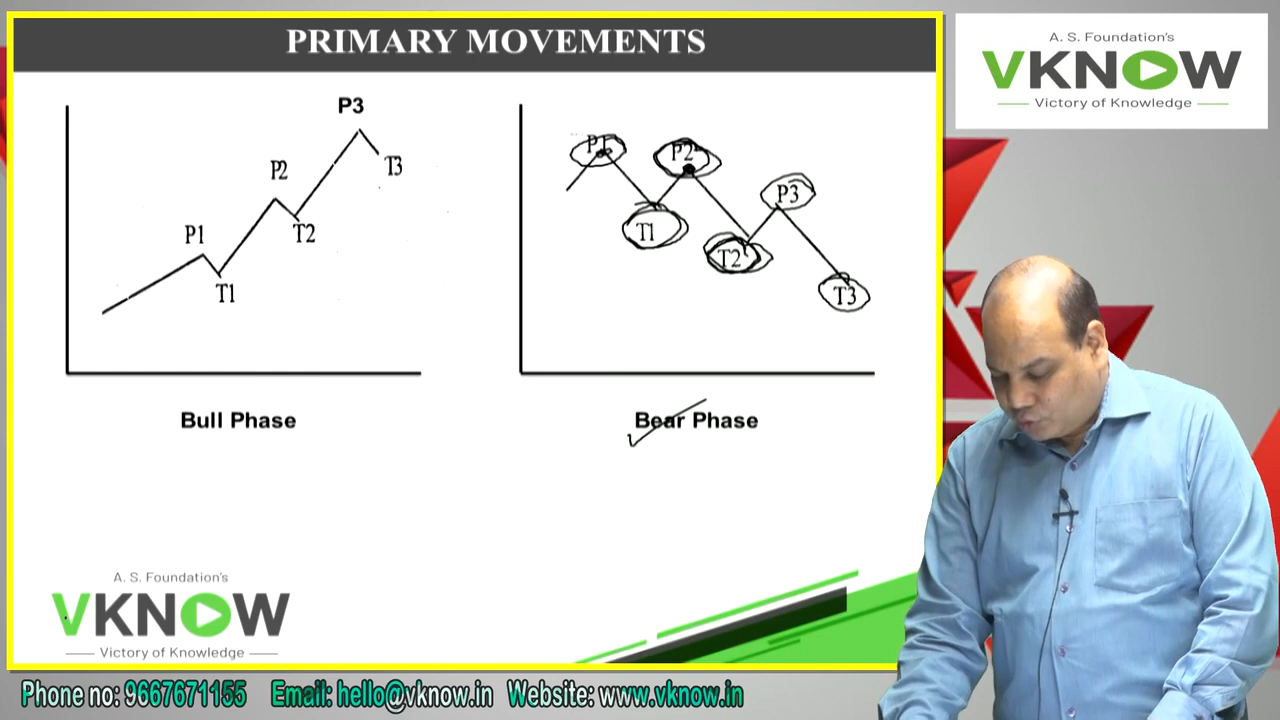 PRIMARY MOVEMENTS
A. S. Foundation's
VKNOW
Victory of Knowledge
P3
P2
T3
P1
T2
T1
Bull Phase
P1
P2
P3
T1
T2
T3
Bear Phase
A. S. Foundation's
VKNOW
Victory of Knowledge
Phone no: 9667671155 Email: hello@vknow.in Website: www.vknow.in